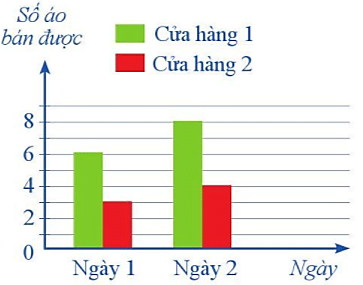 Số áo
bán được
Cửa hàng 1
Cửa hàng 2
8
6
4
2
0
Ngày 1 Ngày 2 Ngày